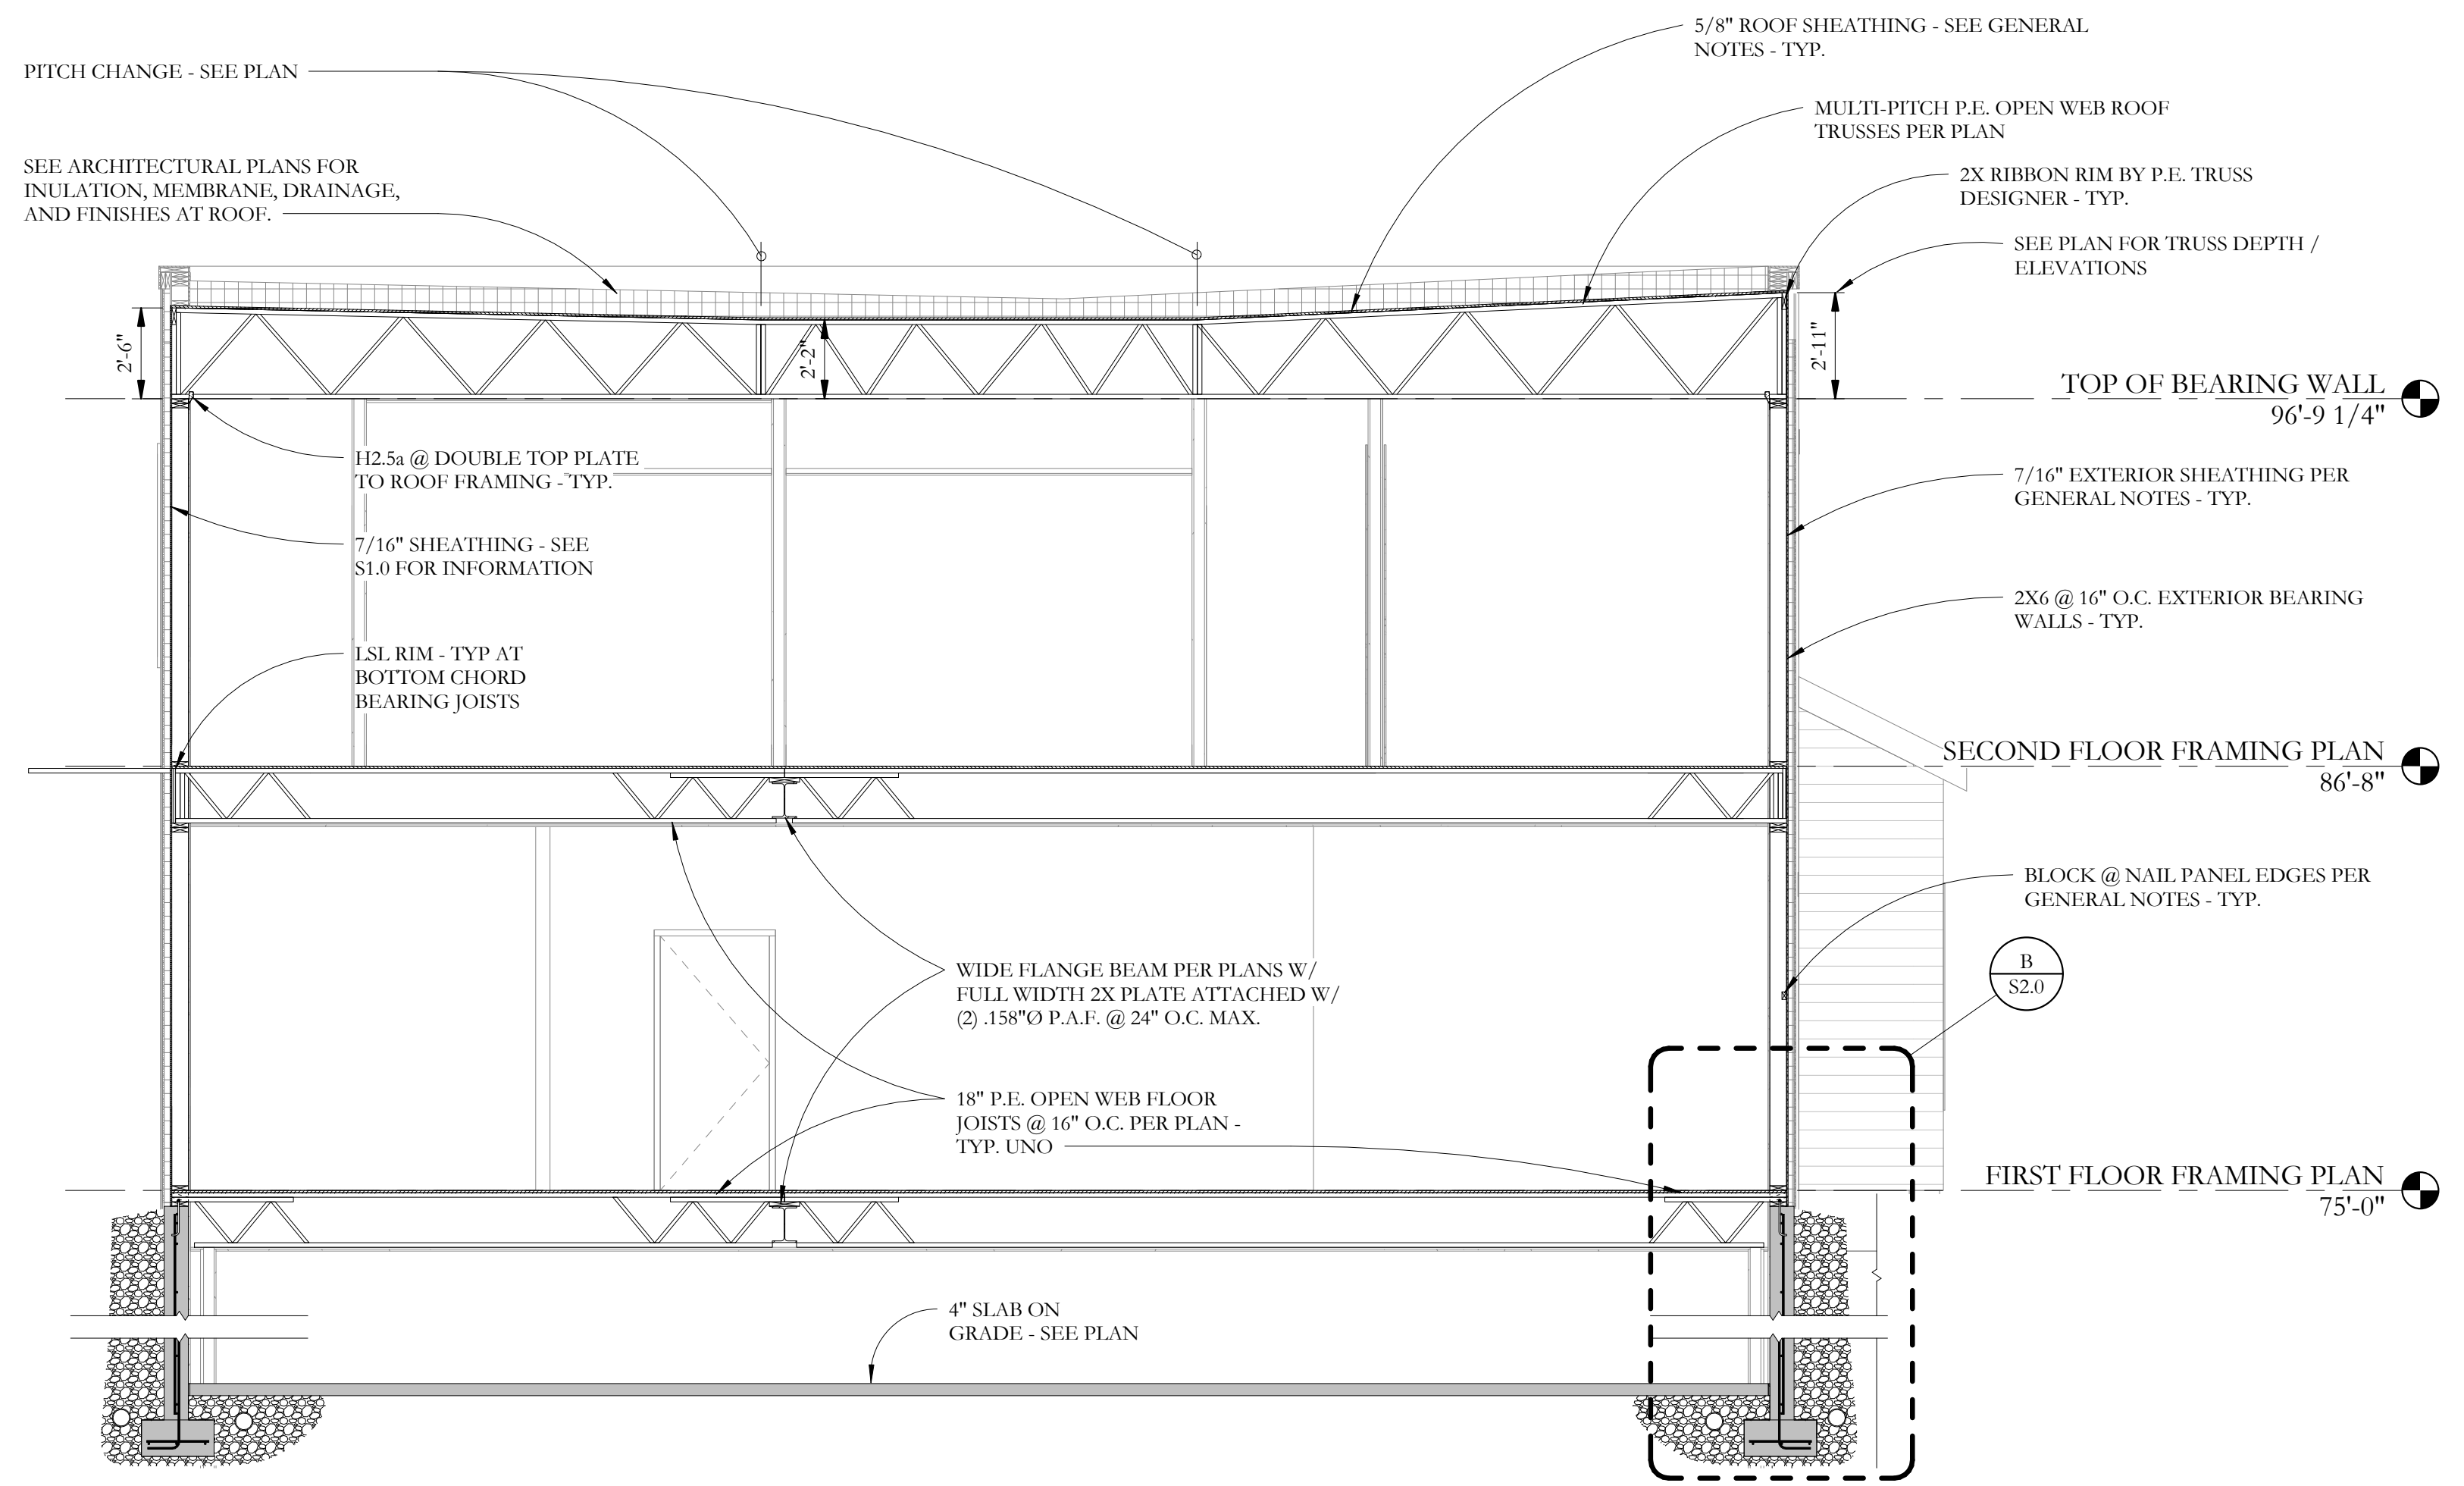 5/8" ROOF SHEATHING - SEE GENERAL
NOTES - TYP.
PITCH CHANGE - SEE PLAN
MULTI-PITCH P.E. OPEN WEB ROOF
TRUSSES PER PLAN
SEE ARCHITECTURAL PLANS FOR
INULATION, MEMBRANE, DRAINAGE,
AND FINISHES AT ROOF.
2X RIBBON RIM BY P.E. TRUSS
DESIGNER - TYP.
SEE PLAN FOR TRUSS DEPTH /
ELEVATIONS
2'-6"
2'-2"
2'-11"
TOP OF BEARING WALL
96'-9 1/4"
H2.5a @ DOUBLE TOP PLATE
TO ROOF FRAMING - TYP.
7/16" EXTERIOR SHEATHING PER
GENERAL NOTES - TYP.
7/16" SHEATHING - SEE
S1.0 FOR INFORMATION
2X6 @ 16" O.C. EXTERIOR BEARING
WALLS - TYP.
LSL RIM - TYP AT
BOTTOM CHORD
BEARING JOISTS
SECOND FLOOR FRAMING PLAN
86'-8"
BLOCK @ NAIL PANEL EDGES PER
GENERAL NOTES - TYP.
B
S2.0
WIDE FLANGE BEAM PER PLANS W/
FULL WIDTH 2X PLATE ATTACHED W/
(2) .158"Ø P.A.F. @ 24" O.C. MAX.
18" P.E. OPEN WEB FLOOR
JOISTS @ 16" O.C. PER PLAN -
TYP. UNO
FIRST FLOOR FRAMING PLAN
75'-0"
4" SLAB ON
GRADE - SEE PLAN